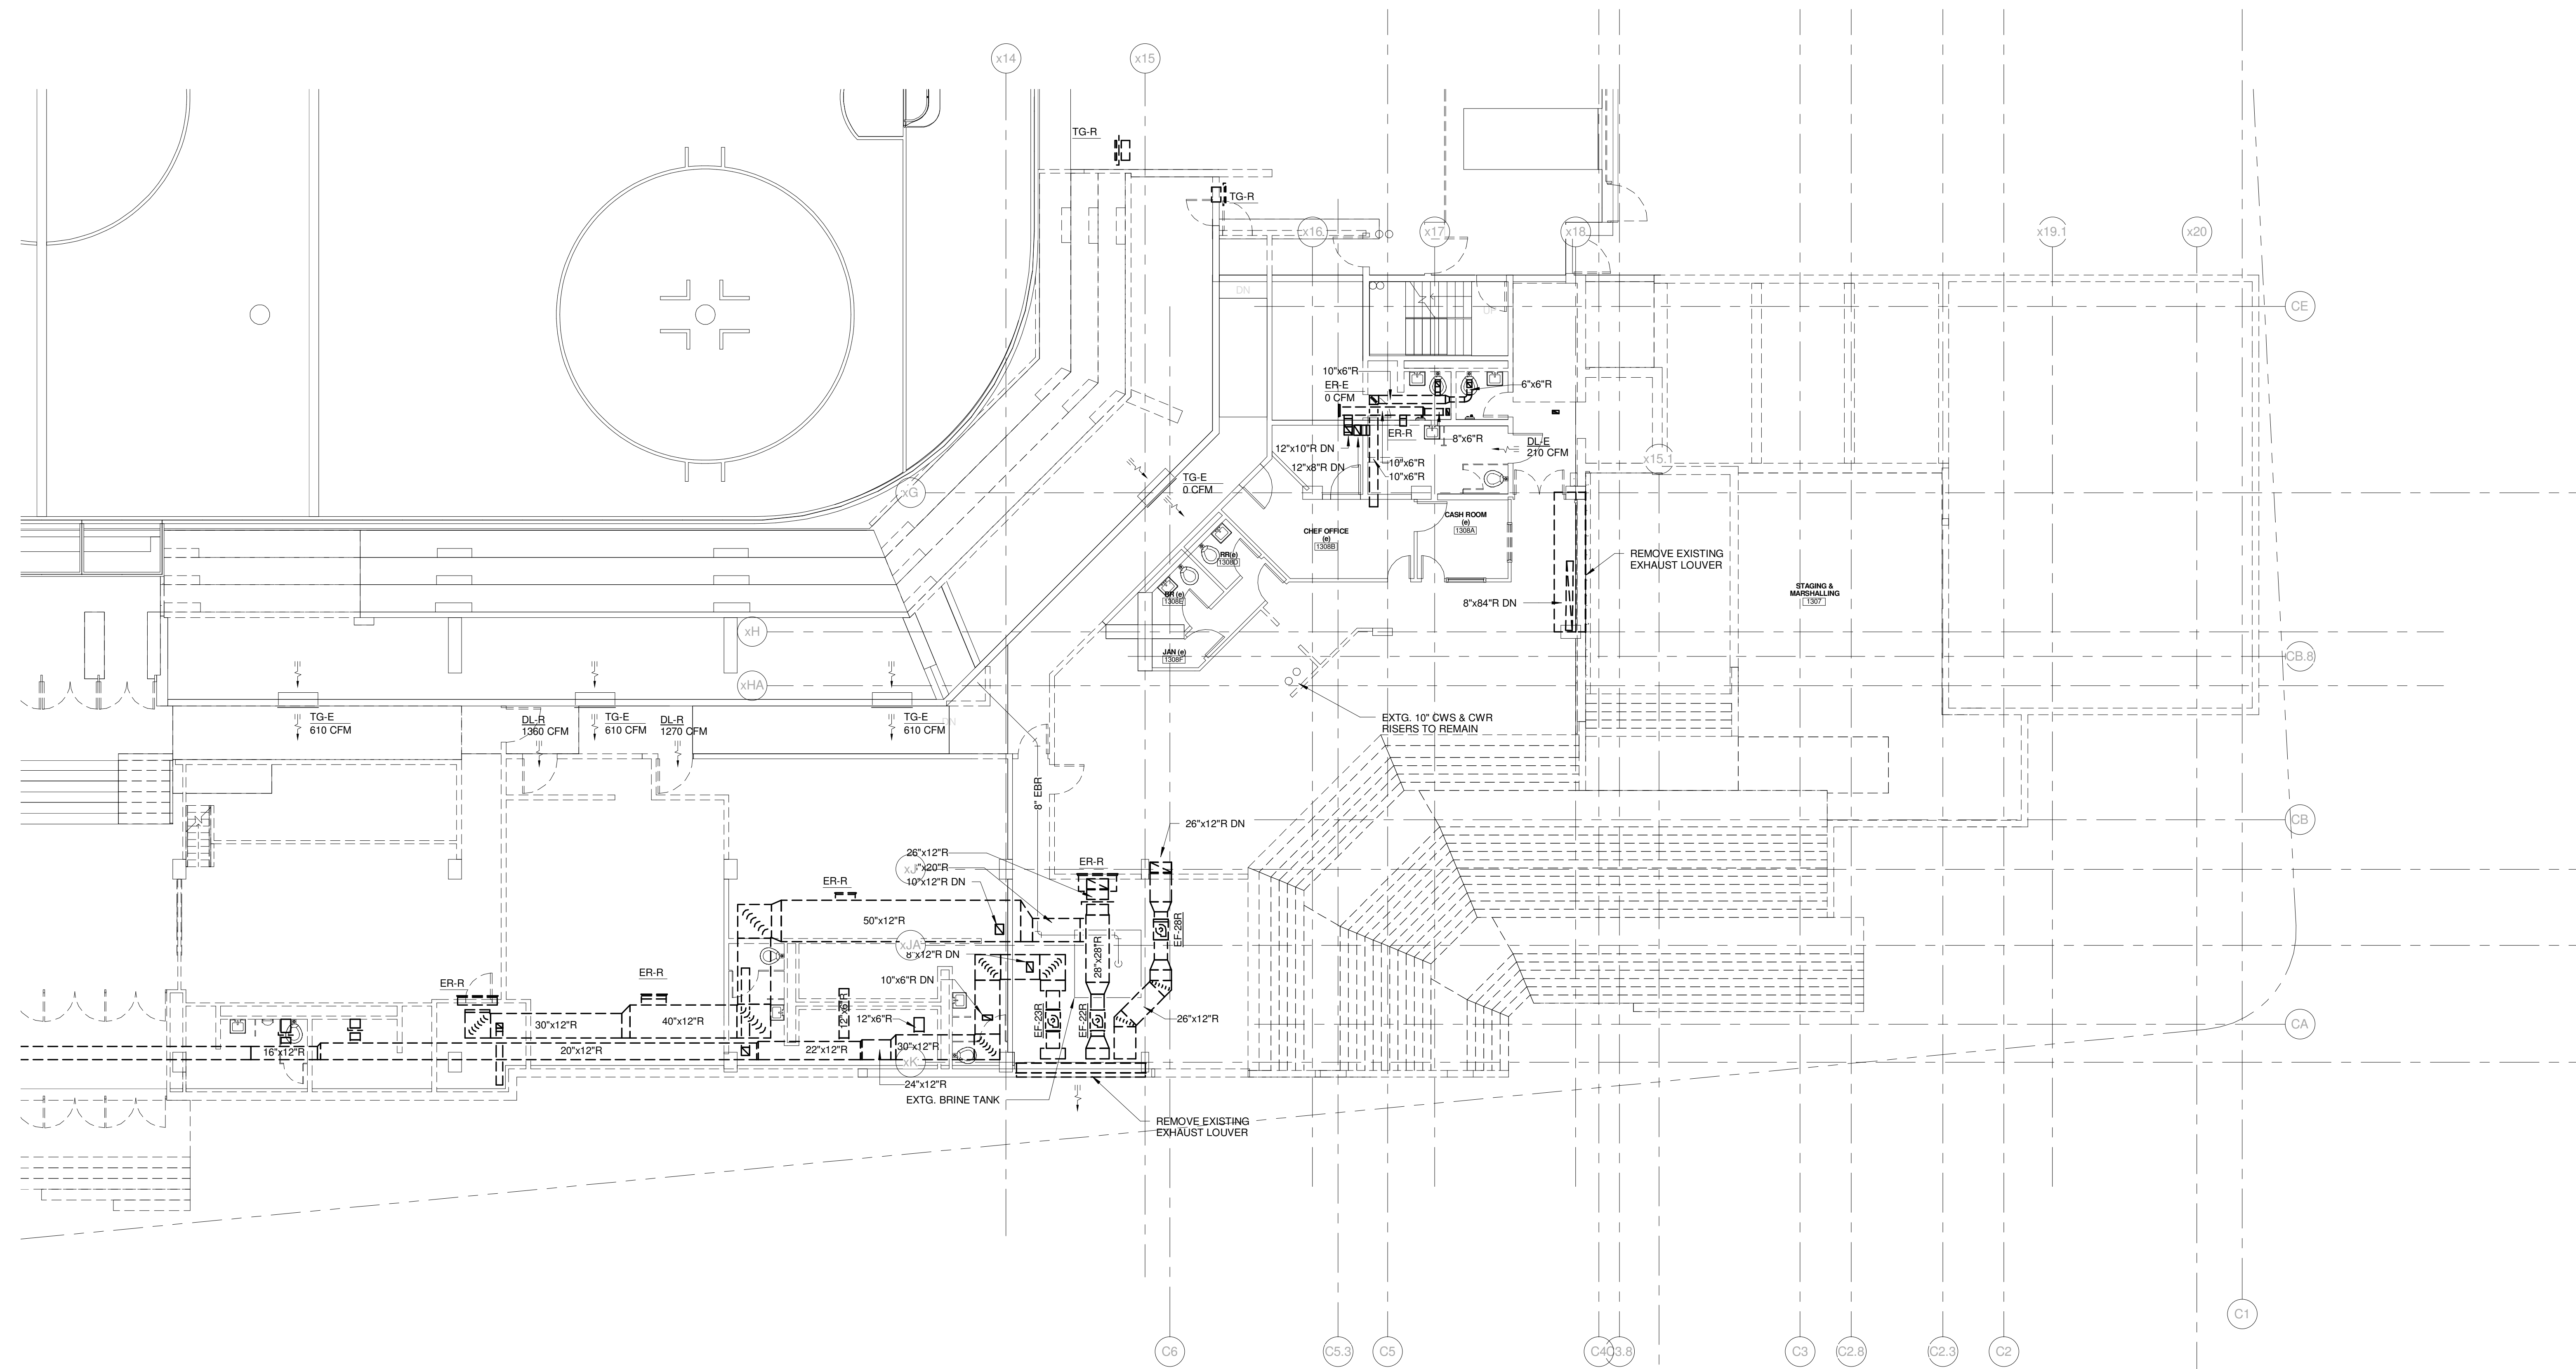 x14
x15
TG-R
TG-R
x16
x17
x18
x19.1
x20
DN
CE
10"x6"R
ER-E
0 CFM
6"x6"R
ER-R
8"x6"R
DL-E
210 CFM
12"x10"R DN
12"x8"R DN
10"x6"R
10"x6"R
x15.1
TG-E
0 CFM
xG
CHEF OFFICE
(e)
1308B
CASH ROOM
(e)
1308A
RR(e)
1308D
RR (e)
1308E
JAN (e)
1308F
REMOVE EXISTING
EXHAUST LOUVER
8"x84"R DN
STAGING &
MARSHALLING
1307
xH
CB.8
xHA
EXTG. 10" CWS & CWR
RISERS TO REMAIN
TG-E
610 CFM
DL-R
1360 CFM
TG-E
610 CFM
DL-R
1270 CFM
TG-E
610 CFM
8" EBR
26"x12"R DN
CB
26"x12"R
"x20"R
10"x12"R DN
ER-R
ER-R
50"x12"R
xJA
8"x12"R DN
EF-28R
28"x28"R
10"x6"R DN
ER-R
ER-R
12"x6"R
12"x6"R
EF-23R
EF-22R
26"x12"R
CA
30"x12"R
40"x12"R
16"x12"R
20"x12"R
22"x12"R
30"x12"R
xK
24"x12"R
EXTG. BRINE TANK
REMOVE EXISTING
EXHAUST LOUVER
C1
C6
C5.3
C5
C4
C3.8
C3
C2.8
C2.3
C2